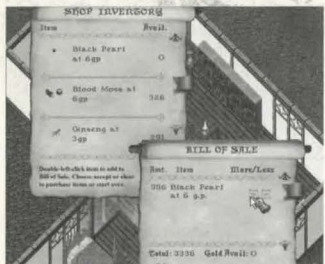 SHOP INVENTORY
Item Avail.
Black Pearl
at 6gp 0
Blood Moss at
6gp 326
Ginseng at
3gp 291
Double-left-click item to add to
Bill of Sale. Choose accept or clear
to purchase items or start over.
BILL OF SALE
Amt. Item More/Less
556 Black Pearl
at 6 g.p.
Total: 3336 Gold Avail: 0